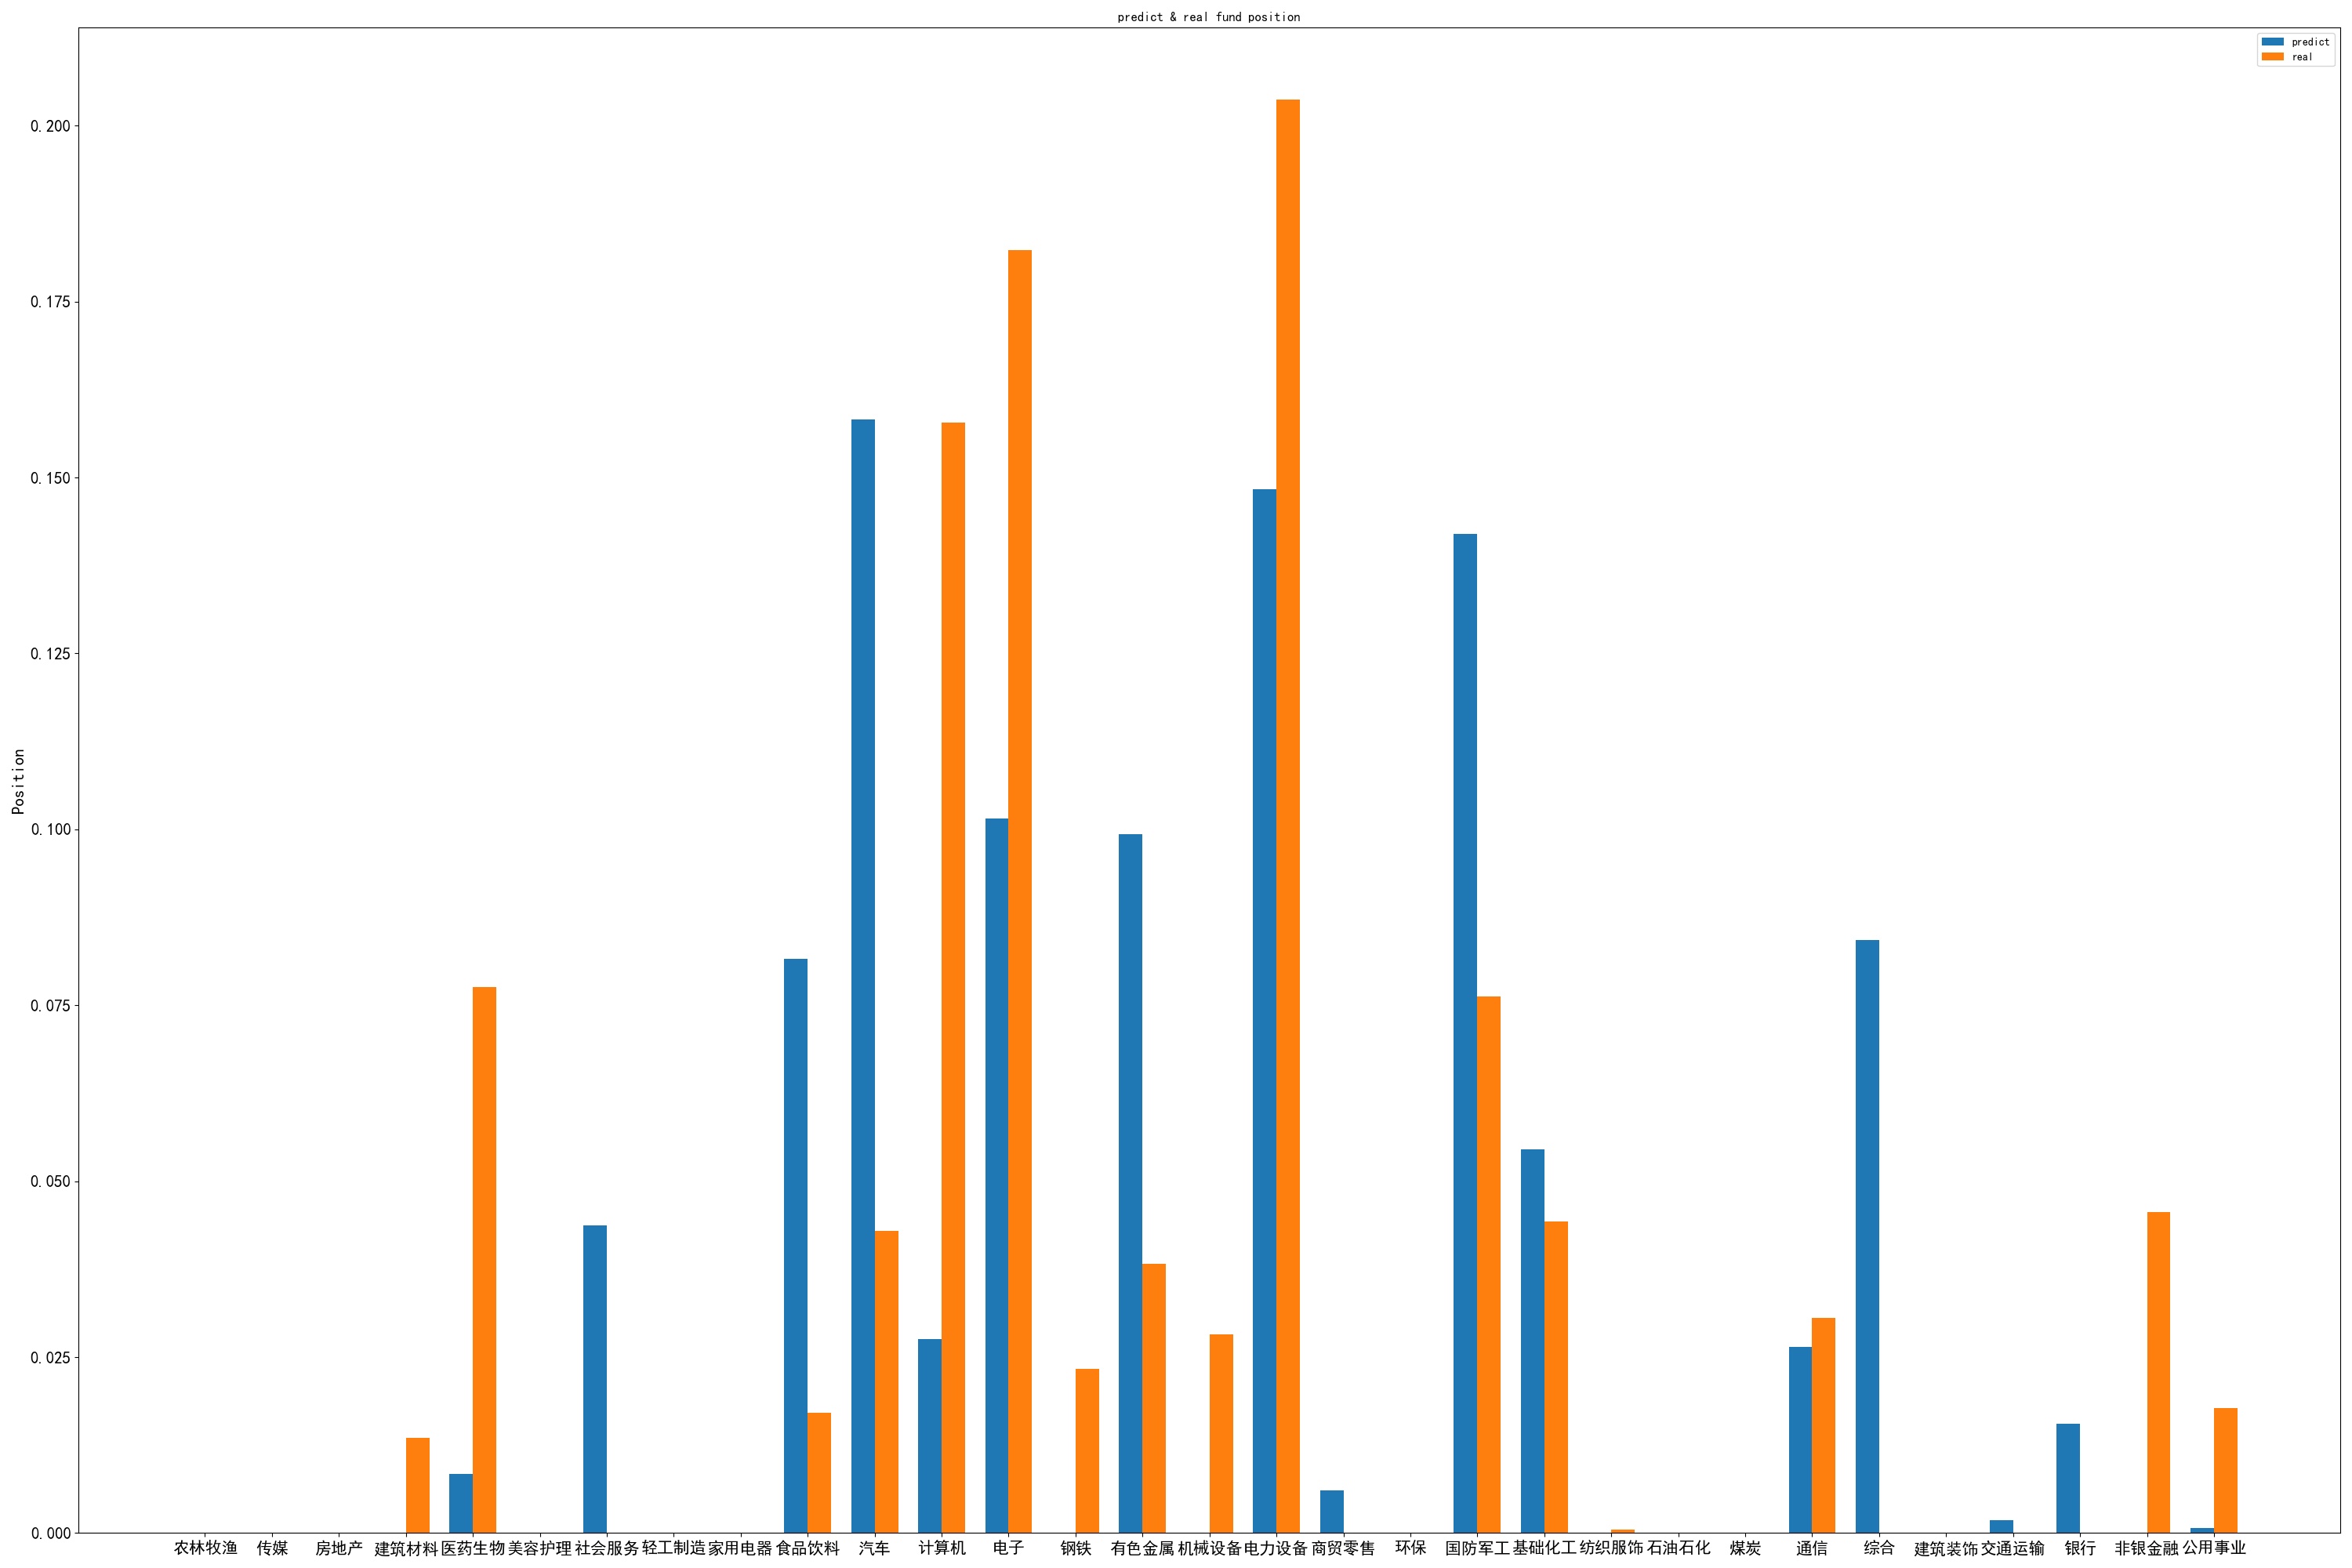 predict & real fund position
predict
real
0.200
0.175
0.150
0.125
0.100
0.075
0.050
0.025
0.000
Position
农林牧渔 传媒 房地产 建筑材料 医药生物 美容护理 社会服务 轻工制造 家用电器 食品饮料 汽车 计算机 电子 钢铁 有色金属 机械设备 电力设备 商贸零售 环保 国防军工 基础化工 纺织服饰 石油石化 煤炭 通信 综合 建筑装饰 交通运输 银行 非银金融 公用事业